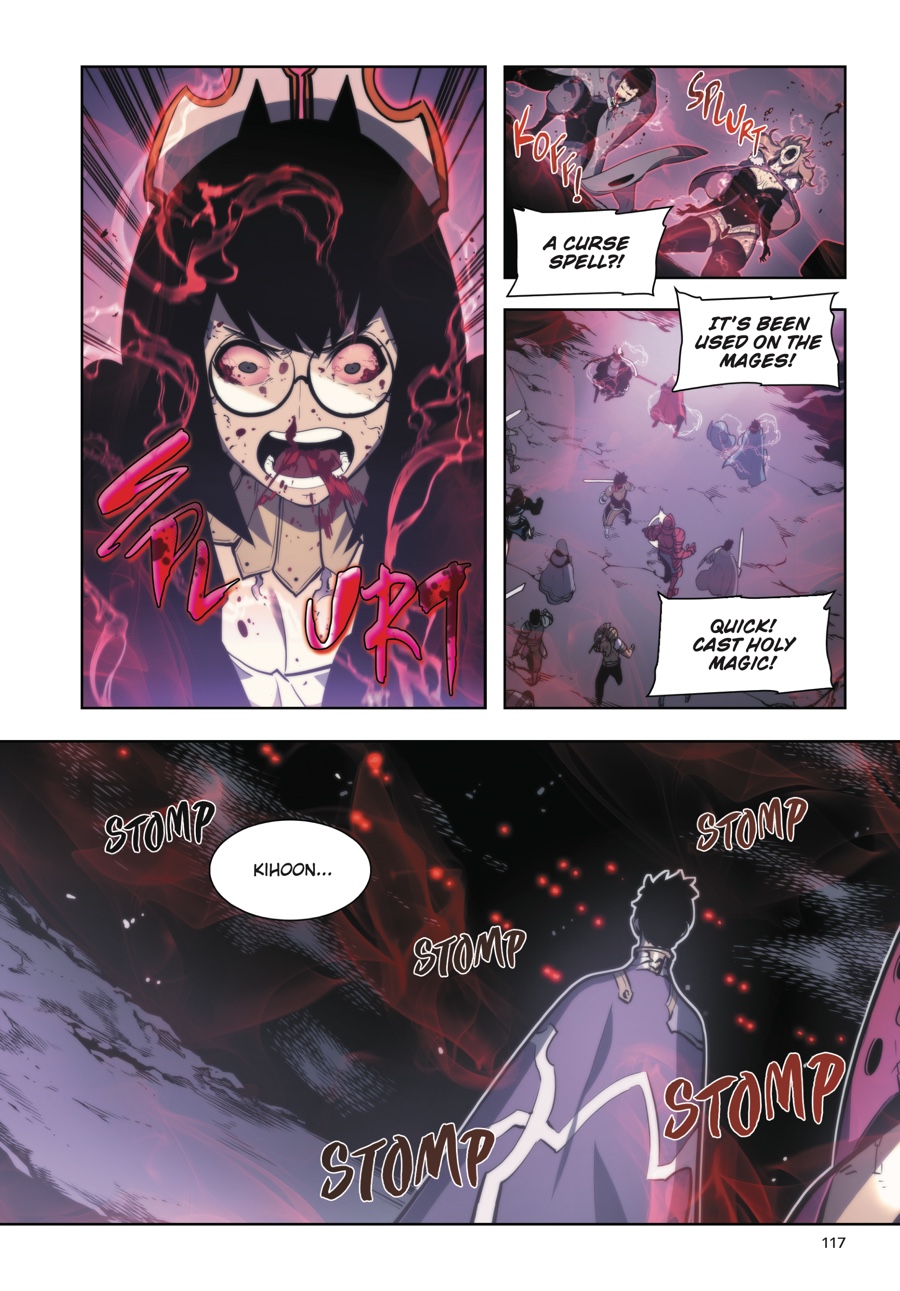 SPLURT
KOFF!
SPLURT
A CURSE
SPELL?!
IT'S BEEN
USED ON THE
MAGES!
QUICK!
CAST HOLY
MAGIC!
STOMP
KIHOON...
STOMP
STOMP
STOMP
STOMP
117